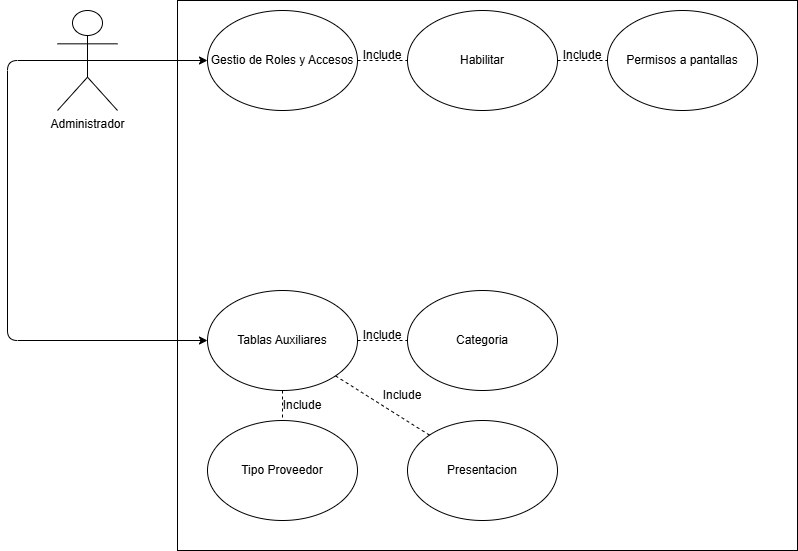 Gestio de Roles y Accesos
Include
Habilitar
Include
Permisos a pantallas
Administrador
Tablas Auxiliares
Include
Categoria
Include
Include
Tipo Proveedor
Presentacion